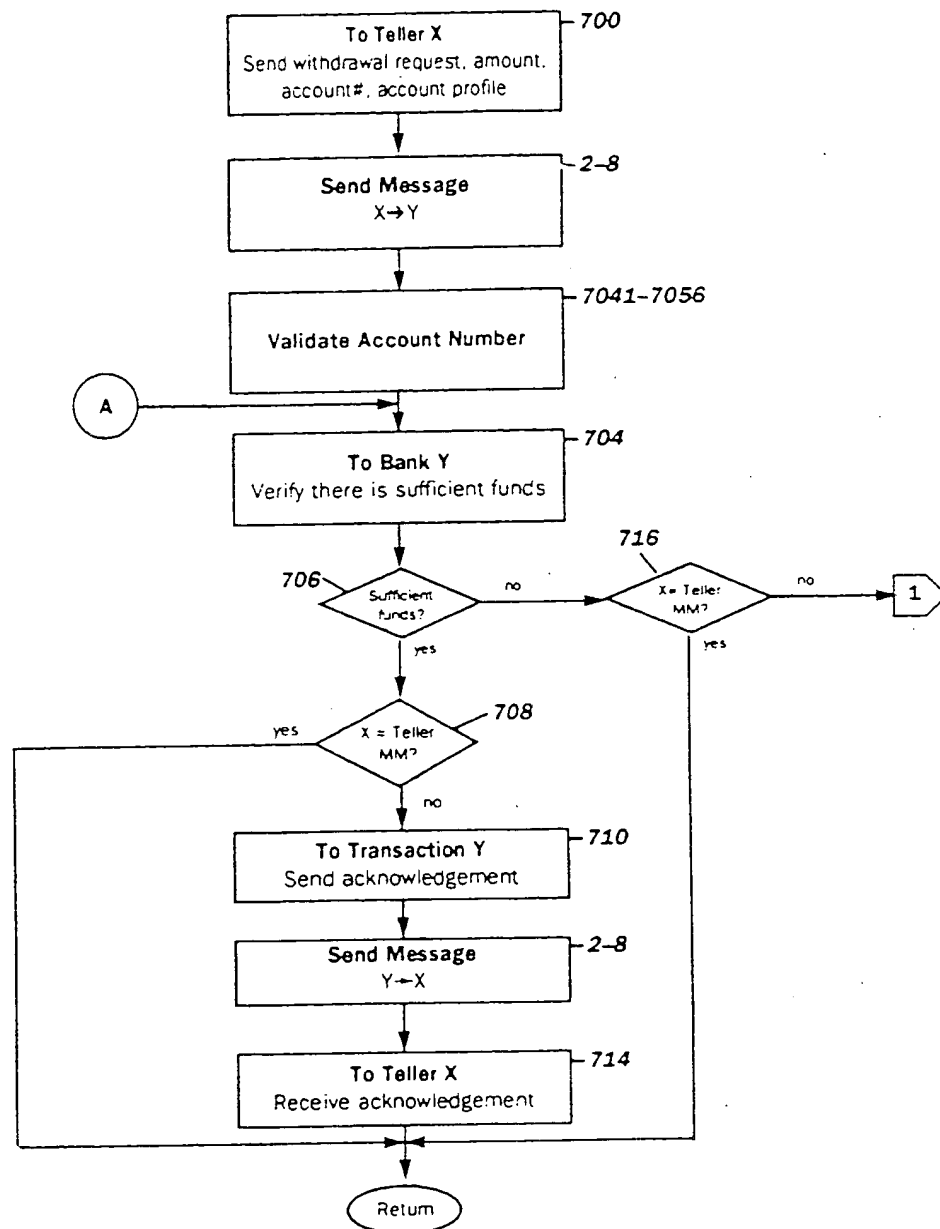 To Teller X
700
Send withdrawal request, amount,
account#, account profile
2-8
Send Message
X→Y
7041-7056
Validate Account Number
A
704
To Bank Y
Verify there is sufficient funds
716
706
Sufficient
funds?
no
X= Teller
MM?
no
1
yes
yes
708
yes
X = Teller
MM?
no
710
To Transaction Y
Send acknowledgement
2-8
Send Message
Y→X
714
To Teller X
Receive acknowledgement
Return